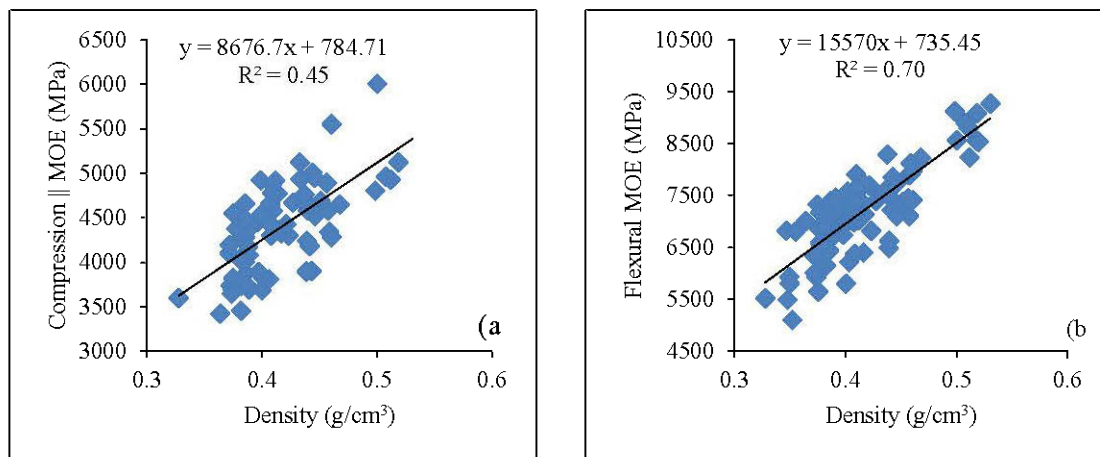 y = 8676.7x + 784.71
R² = 0.45
Compression || MOE (MPa)
6500
6000
5500
5000
4500
4000
3500
3000
0.3
0.4
0.5
0.6
Density (g/cm³)
(a
y = 15570x + 735.45
R² = 0.70
Flexural MOE (MPa)
10500
9500
8500
7500
6500
5500
4500
0.3
0.4
0.5
0.6
Density (g/cm³)
(b